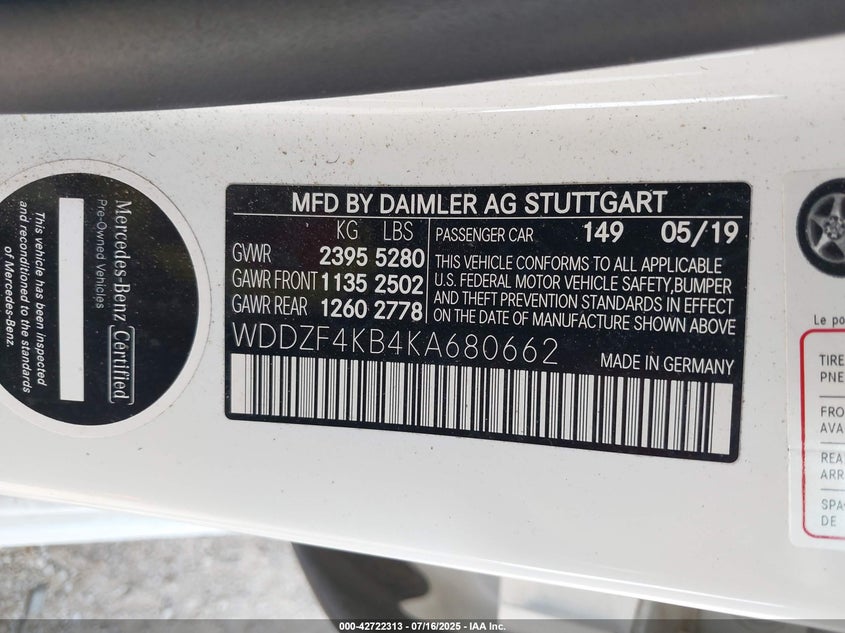 Mercedes-Benz Certified
Pre-Owned Vehicles
This vehicle has been inspected
and reconditioned to the standards
of Mercedes-Benz.
MFD BY DAIMLER AG STUTTGART
KG LBS
GVWR 2395 5280
GAWR FRONT 1135 2502
GAWR REAR 1260 2778
PASSENGER CAR 149 05/19
THIS VEHICLE CONFORMS TO ALL APPLICABLE
U.S. FEDERAL MOTOR VEHICLE SAFETY, BUMPER
AND THEFT PREVENTION STANDARDS IN EFFECT
ON THE DATE OF MANUFACTURE SHOWN ABOVE
WDDZF4KB4KA680662
MADE IN GERMANY
Le
TIRE
000-42722313 - 07/16/2025 - IAA Inc.